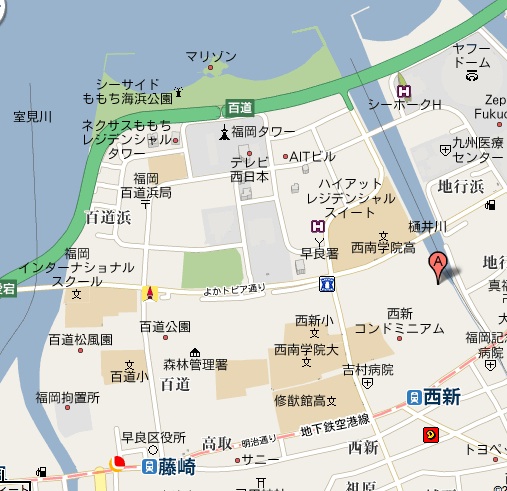 マリゾン
ヤフー
ドーム
シーサイド
ももち海浜公園
室見川
百道
シーホークH
Zep
Fuku
ネクサスももち
レジデンシャル
タワー
福岡タワー
九州医療
センター
テレビ
西日本
AITビル
福岡
百道浜局
ハイアット
レジデンシャル
スイート
地行浜
百道浜
樋井川
西南学院高
福岡
インターナショナル
スクール
早良署
A
地行
愛宕
よかトピア通り
真福
百道公園
西新小
西新
コンドミニアム
百道松風園
福岡記
病院
森林管理署
西南学院大
百道小
百道
吉村病院
福岡拘置所
修猷館高
西新
地下鉄空港線
早良区役所
高取
明治通り
西新
藤崎
サニー
トヨペ
祖原